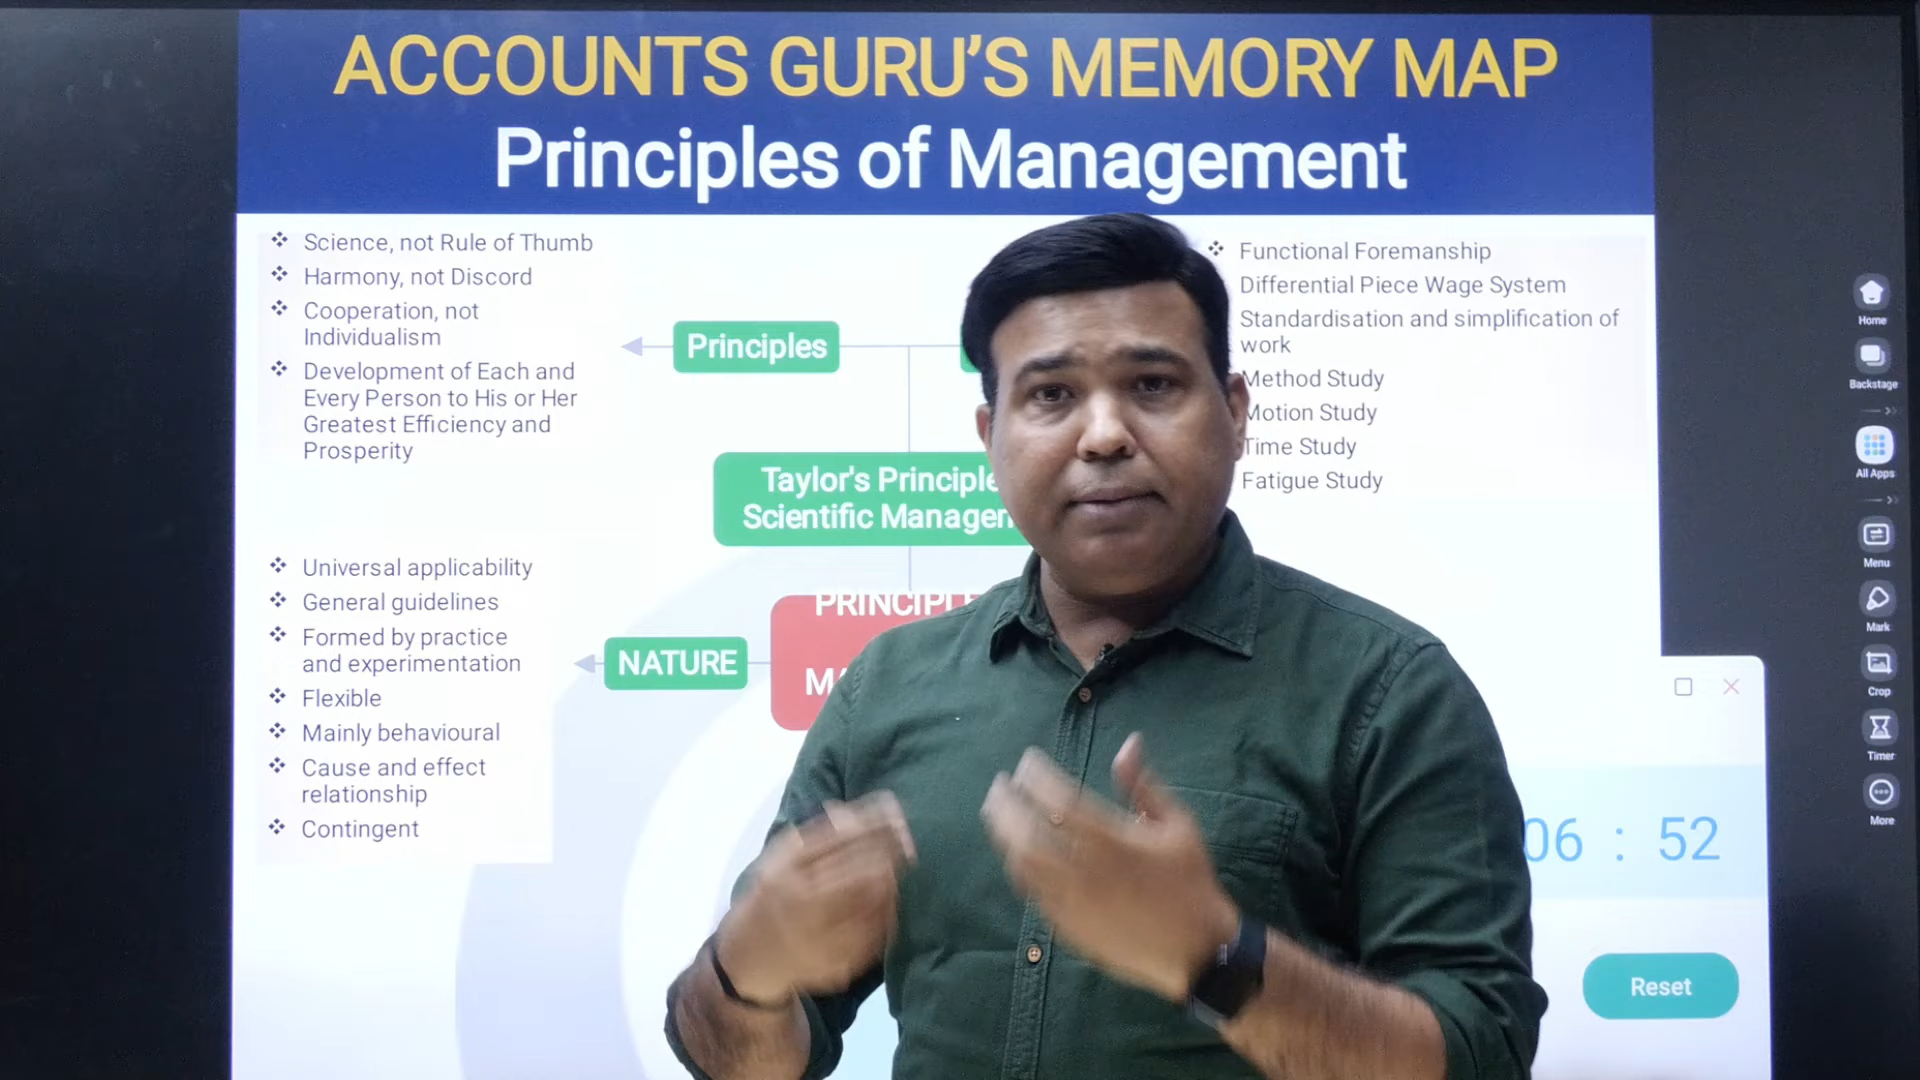 ACCOUNTS GURU'S MEMORY MAP
Principles of Management
Science, not Rule of Thumb
Harmony, not Discord
Cooperation, not
Individualism
Development of Each and
Every Person to His or Her
Greatest Efficiency and
Prosperity
Principles
Functional Foremanship
Differential Piece Wage System
Standardisation and simplification of
work
Method Study
Motion Study
Time Study
Fatigue Study
Taylor's
Scientific
Universal applicability
General guidelines
Formed by practice
and experimentation
Flexible
Mainly behavioural
Cause and effect
relationship
Contingent
NATURE
06 : 52
Reset
Home
Backstage
All Apps
Menu
Mark
Crop
Timer
More